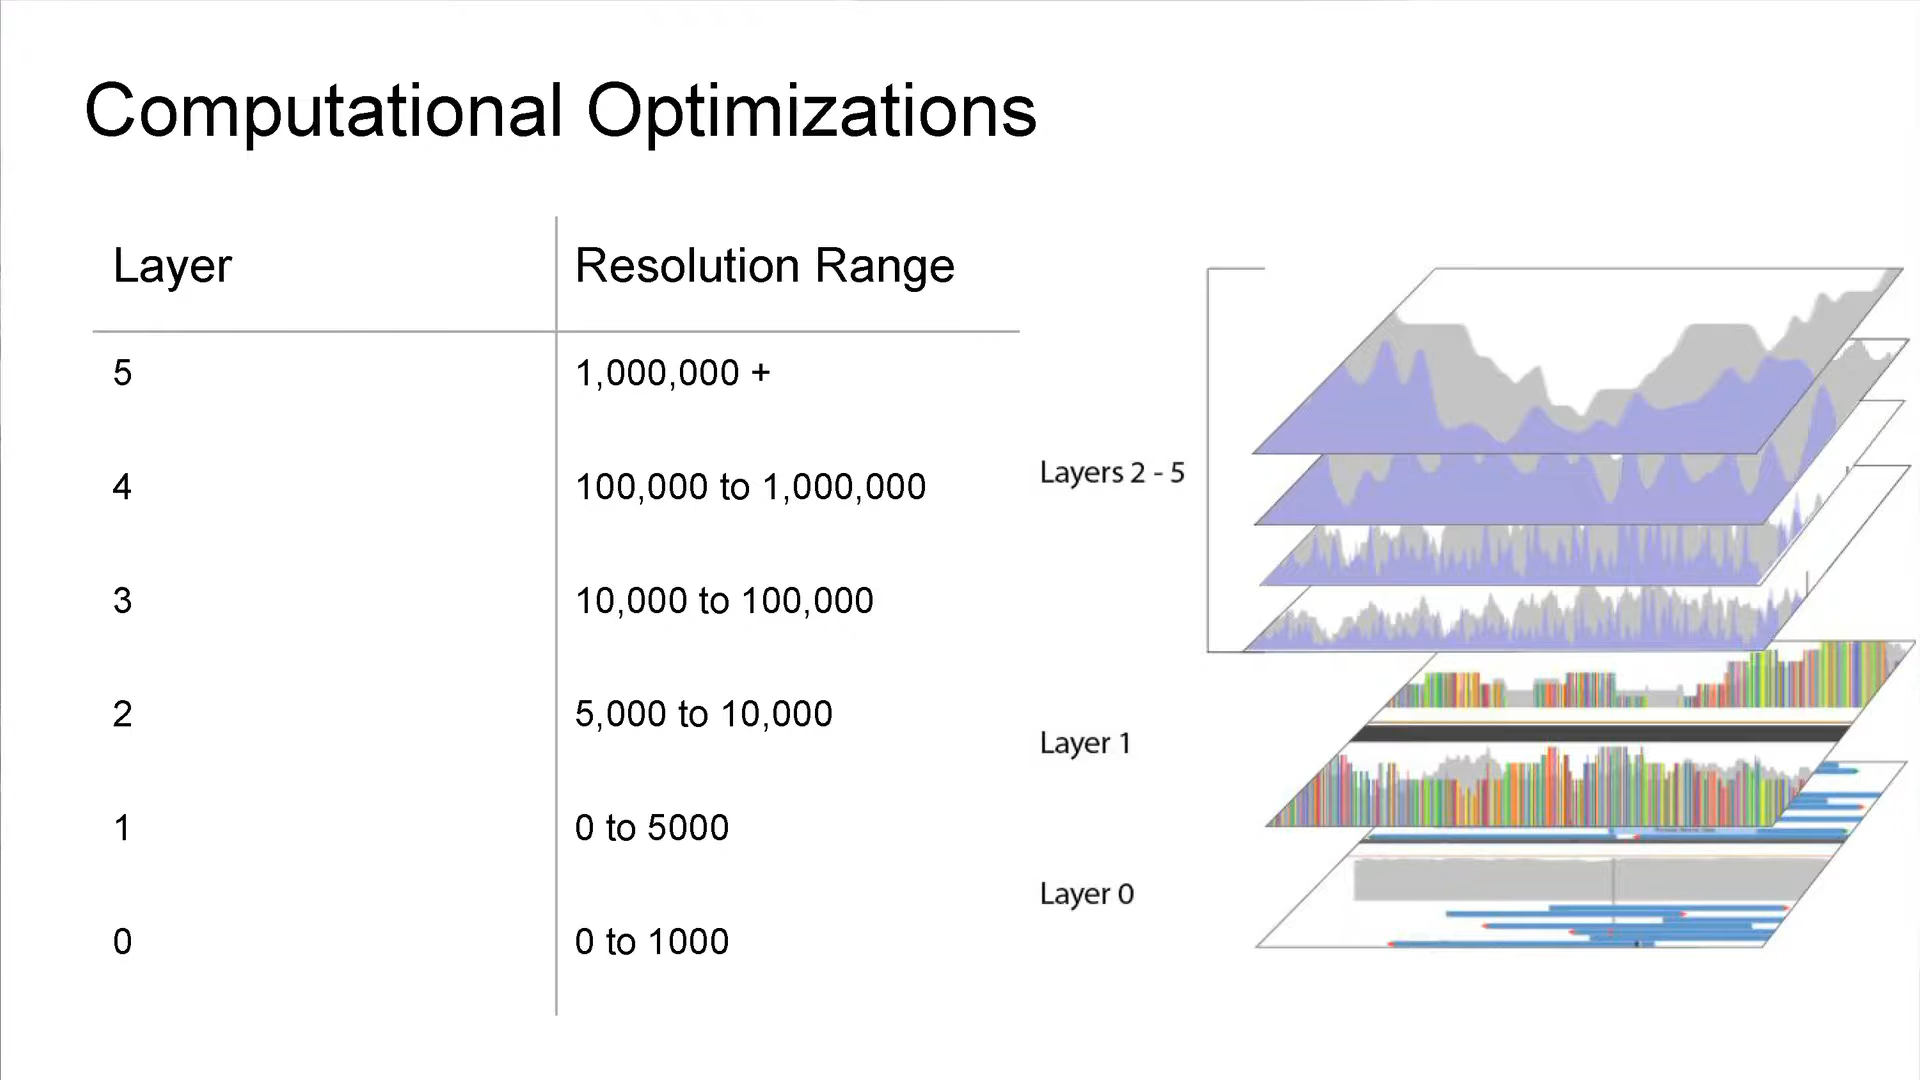 Computational Optimizations
Layer Resolution Range
5 1,000,000 +
4 100,000 to 1,000,000
3 10,000 to 100,000
2 5,000 to 10,000
1 0 to 5000
0 0 to 1000
Layers 2 - 5
Layer 1
Layer 0